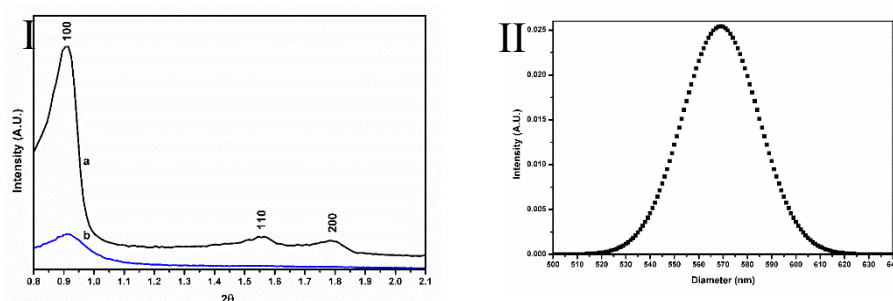 I
100
a
b
110
200
Intensity (A.U.)
0.8 0.9 1.0 1.1 1.2 1.3 1.4 1.5 1.6 1.7 1.8 1.9 2.0 2.1
2θ
II
Intensity (A.U.)
0.025
0.020
0.015
0.010
0.005
0.000
500 510 520 530 540 550 560 570 580 590 600 610 620 630
Diameter (nm)